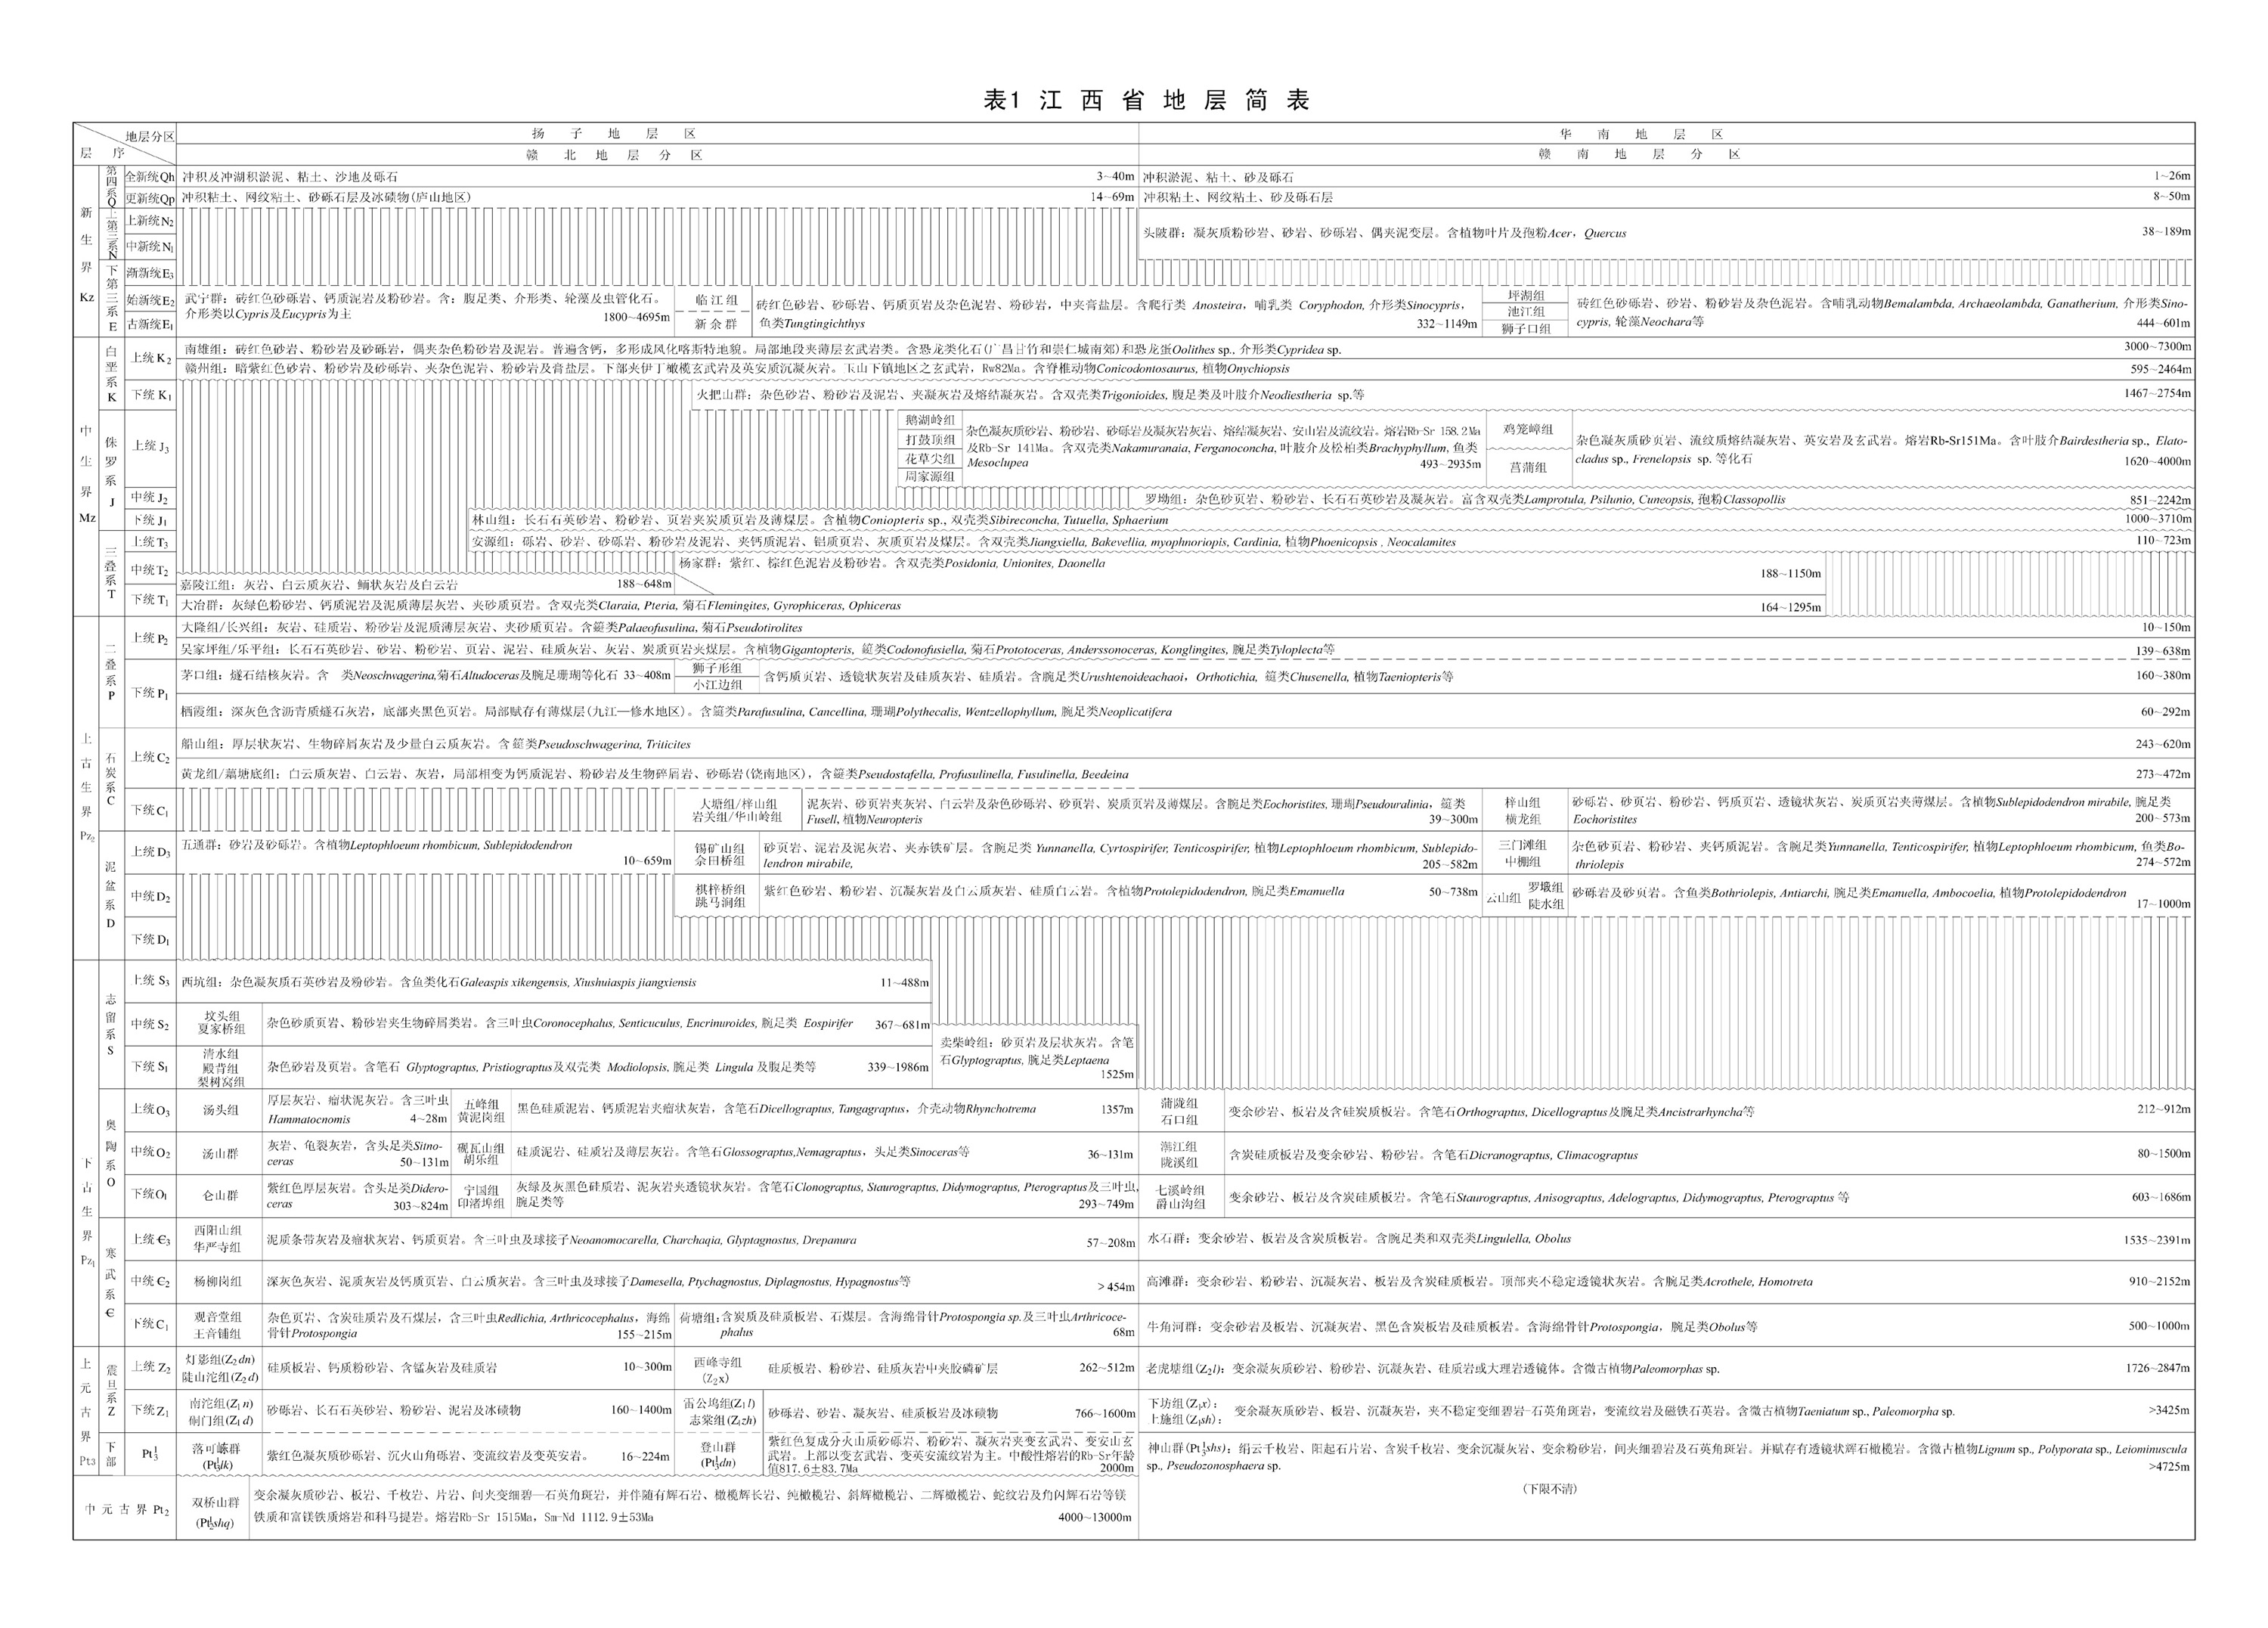 表1 江 西 省 地 层 简 表
地层分区
层 序
扬 子 地 层 区
华 南 地 层 区
赣 北 地 层 分 区
赣 南 地 层 分 区
新生界 Kz
第四系Q
全新统Qh
冲积及冲湖积淤泥、粘土、沙地及砾石 3~40m
冲积淤泥、粘土、砂及砾石 1~26m
更新统Qp
冲积粘土、网纹粘土、砂砾石层及冰碛物(庐山地区) 14~69m
冲积粘土、网纹粘土、砂及砾石层 8~50m
上第三系N
上新统N₂
中新统N₁
头陂群：凝灰质粉砂岩、砂岩、砂砾岩、偶夹泥变层。含植物叶片及孢粉Acer，Quercus 38~189m
下第三系E
渐新统E₃
始新统E₂
古新统E₁
武宁群：砖红色砂砾岩、钙质泥岩及粉砂岩。含：腹足类、介形类、轮藻及虫管化石。
介形类以Cypris及Eucypris为主 1800~4695m
临江组
新余群
砖红色砂岩、砂砾岩、钙质页岩及杂色泥岩、粉砂岩，中夹膏盐层。含爬行类 Anosteira，哺乳类 Coryphodon, 介形类Sinocypris，
鱼类Tungtingichthys 332~1149m
坪湖组
池江组
狮子口组
砖红色砂砾岩、砂岩、粉砂岩及杂色泥岩。含哺乳动物Bemalambda, Archaeolambda, Ganatherium, 介形类Sino-
cypris, 轮藻Neochara等 444~601m
中生界 Mz
白垩系K
上统K₂
南雄组：砖红色砂岩、粉砂岩及砂砾岩，偶夹杂色粉砂岩及泥岩。普遍含钙，多形成风化喀斯特地貌。局部地段夹薄层玄武岩类。含恐龙类化石(广昌甘竹和崇仁城南郊)和恐龙蛋Oolithes sp., 介形类Cypridea sp. 3000~7300m
赣州组：暗紫红色砂岩、粉砂岩及砂砾岩、夹杂色泥岩、粉砂岩及膏盐层。下部夹伊丁橄榄玄武岩及英安质沉凝灰岩。玉山下镇地区之玄武岩，Rw82Ma。含脊椎动物Conicodontosaurus, 植物Onychiopsis 595~2464m
下统K₁
火把山群：杂色砂岩、粉砂岩及泥岩、夹凝灰岩及熔结凝灰岩。含双壳类Trigonioides, 腹足类及叶肢介Neodiestheria sp.等 1467~2754m
侏罗系J
上统J₃
鹅湖岭组
打鼓顶组
花草尖组
周家源组
杂色凝灰质砂岩、粉砂岩、砂砾岩及凝灰岩灰岩、熔结凝灰岩、安山岩及流纹岩。熔岩Rb-Sr 158.2Ma
及Rb-Sr 141Ma。含双壳类Nakamuranaia, Ferganoconcha, 叶肢介及松柏类Brachyphyllum, 鱼类
Mesoclupea 493~2935m
鸡笼嶂组
菖蒲组
杂色凝灰质砂页岩、流纹质熔结凝灰岩、英安岩及玄武岩。熔岩Rb-Sr151Ma。含叶肢介Bairdestheria sp., Elato-
cladus sp., Frenelopsis sp. 等化石 1620~4000m
中统J₂
罗坳组：杂色砂页岩、粉砂岩、长石石英砂岩及凝灰岩。富含双壳类Lamprotula, Psilunio, Cuneopsis, 孢粉Classopollis 851~2242m
下统J₁
林山组：长石石英砂岩、粉砂岩、页岩夹炭质页岩及薄煤层。含植物Coniopteris sp., 双壳类Sibireconcha, Tutuella, Sphaerium 1000~3710m
三叠系T
上统T₃
安源组：砾岩、砂岩、砂砾岩、粉砂岩及泥岩、夹钙质泥岩、铝质页岩、灰质页岩及煤层。含双壳类Jiangxiella, Bakevellia, myophnoriopis, Cardinia, 植物Phoenicopsis , Neocalamites 110~723m
中统T₂
杨家群：紫红、棕红色泥岩及粉砂岩。含双壳类Posidonia, Unionites, Daonella 188~1150m
嘉陵江组：灰岩、白云质灰岩、鲕状灰岩及白云岩 188~648m
下统T₁
大冶群：灰绿色粉砂岩、钙质泥岩及泥质薄层灰岩、夹砂质页岩。含双壳类Claraia, Pteria, 菊石Flemingites, Gyrophiceras, Ophiceras 164~1295m
上古生界 Pz₂
二叠系P
上统P₂
大隆组/长兴组：灰岩、硅质岩、粉砂岩及泥质薄层灰岩、夹砂质页岩。含䗴类Palaeofusulina, 菊石Pseudotirolites 10~150m
吴家坪组/乐平组：长石石英砂岩、砂岩、粉砂岩、页岩、泥岩、硅质灰岩、灰岩、炭质页岩夹煤层。含植物Gigantopteris, 䗴类Codonofusiella, 菊石Prototoceras, Anderssonoceras, Konglingites, 腕足类Tyloplecta等 139~638m
下统P₁
茅口组：燧石结核灰岩。含 类Neoschwagerina,菊石Altudoceras及腕足珊瑚等化石 33~408m
狮子形组
小江边组
含钙质页岩、透镜状灰岩及硅质灰岩、硅质岩。含腕足类Urushtenoideachaoi，Orthotichia, 䗴类Chusenella, 植物Taeniopteris等 160~380m
栖霞组：深灰色含沥青质燧石灰岩，底部夹黑色页岩。局部赋存有薄煤层(九江—修水地区)。含䗴类Parafusulina, Cancellina, 珊瑚Polythecalis, Wentzellophyllum, 腕足类Neoplicatifera 60~292m
石炭系C
上统C₂
船山组：厚层状灰岩、生物碎屑灰岩及少量白云质灰岩。含䗴类Pseudoschwagerina, Triticites 243~620m
黄龙组/藕塘底组：白云质灰岩、白云岩、灰岩，局部相变为钙质泥岩、粉砂岩及生物碎屑岩、砂砾岩(饶南地区)，含䗴类Pseudostafella, Profusulinella, Fusulinella, Beedeina 273~472m
下统C₁
大塘组/梓山组
岩关组/华山岭组
泥灰岩、砂页岩夹灰岩、白云岩及杂色砂砾岩、砂页岩、炭质页岩及薄煤层。含腕足类Eochoristites, 珊瑚Pseudouralinia，䗴类
Fusell, 植物Neuropteris 39~300m
梓山组
横龙组
砂砾岩、砂页岩、粉砂岩、钙质页岩、透镜状灰岩、炭质页岩夹薄煤层。含植物Sublepidodendron mirabile, 腕足类
Eochoristites 200~573m
泥盆系D
上统D₃
五通群：砂岩及砂砾岩。含植物Leptophloeum rhombicum, Sublepidodendron 10~659m
锡矿山组
佘田桥组
砂页岩、泥岩及泥灰岩、夹赤铁矿层。含腕足类 Yunnanella, Cyrtospirifer, Tenticospirifer, 植物Leptophloeum rhombicum, Sublepido-
lendron mirabile, 205~582m
三门滩组
中棚组
杂色砂页岩、粉砂岩、夹钙质泥岩。含腕足类Yunnanella, Tenticospirifer, 植物Leptophloeum rhombicum, 鱼类Bo-
thriolepis 274~572m
中统D₂
棋梓桥组
跳马涧组
紫红色砂岩、粉砂岩、沉凝灰岩及白云质灰岩、硅质白云岩。含植物Protolepidodendron, 腕足类Emanuella 50~738m
云山组
罗塅组
陡水组
砂砾岩及砂页岩。含鱼类Bothriolepis, Antiarchi, 腕足类Emanuella, Ambocoelia, 植物Protolepidodendron
17~1000m
下统D₁
下古生界 Pz₁
志留系S
上统S₃
西坑组：杂色凝灰质石英砂岩及粉砂岩。含鱼类化石Galeaspis xikengensis, Xiushuiaspis jiangxiensis 11~488m
中统S₂
坟头组
夏家桥组
杂色砂质页岩、粉砂岩夹生物碎屑类岩。含三叶虫Coronocephalus, Senticuculus, Encrinuroides, 腕足类 Eospirifer 367~681m
卖柴岭组：砂页岩及层状灰岩。含笔
石Glyptograptus, 腕足类Leptaena
1525m
下统S₁
清水组
殿背组
梨树窝组
杂色砂岩及页岩。含笔石 Glyptograptus, Pristiograptus及双壳类 Modiolopsis, 腕足类 Lingula 及腹足类等 339~1986m
奥陶系O
上统O₃
汤头组
厚层灰岩、瘤状泥灰岩。含三叶虫
Hammatocnomis 4~28m
五峰组
黄泥岗组
黑色硅质泥岩、钙质泥岩夹瘤状灰岩，含笔石Dicellograptus, Tangagraptus，介壳动物Rhynchotrema 1357m
蒲陇组
石口组
变余砂岩、板岩及含硅炭质板岩。含笔石Orthograptus, Dicellograptus及腕足类Ancistrarhyncha等 212~912m
中统O₂
汤山群
灰岩、龟裂灰岩，含头足类Sitno-
ceras 50~131m
砚瓦山组
胡乐组
硅质泥岩、硅质岩及薄层灰岩。含笔石Glossograptus,Nemagraptus，头足类Sinoceras等 36~131m
韩江组
陇溪组
含炭硅质板岩及变余砂岩、粉砂岩。含笔石Dicranograptus, Climacograptus 80~1500m
下统O₁
仑山群
紫红色厚层灰岩。含头足类Didero-
ceras 303~824m
宁国组
印渚埠组
灰绿及灰黑色硅质岩、泥灰岩夹透镜状灰岩。含笔石Clonograptus, Staurograptus, Didymograptus, Pterograptus及三叶虫,
腕足类等 293~749m
七溪岭组
爵山沟组
变余砂岩、板岩及含炭硅质板岩。含笔石Staurograptus, Anisograptus, Adelograptus, Didymograptus, Pterograptus 等 603~1686m
寒武系Є
上统Є₃
西阳山组
华严寺组
泥质条带灰岩及瘤状灰岩、钙质页岩。含三叶虫及球接子Neoanomocarella, Charchaqia, Glyptagnostus, Drepanura 57~208m
水石群：变余砂岩、板岩及含炭质板岩。含腕足类和双壳类Lingulella, Obolus 1535~2391m
中统Є₂
杨柳岗组
深灰色灰岩、泥质灰岩及钙质页岩、白云质灰岩。含三叶虫及球接子Damesella, Ptychagnostus, Diplagnostus, Hypagnostus等 >454m
高滩群：变余砂岩、粉砂岩、沉凝灰岩、板岩及含炭硅质板岩。顶部夹不稳定透镜状灰岩。含腕足类Acrothele, Homotreta 910~2152m
下统C₁
观音堂组
王音铺组
杂色页岩、含炭硅质岩及石煤层，含三叶虫Redlichia, Arthricocephalus，海绵
骨针Protospongia 155~215m
荷塘组:含炭质及硅质板岩、石煤层。含海绵骨针Protospongia sp.及三叶虫Arthricoce-
phalus 68m
牛角河群：变余砂岩及板岩、沉凝灰岩、黑色含炭板岩及硅质板岩。含海绵骨针Protospongia，腕足类Obolus等 500~1000m
上元古界 Pt3
震旦系Z
上统Z₂
灯影组(Z₂dn)
陡山沱组(Z₂d)
硅质板岩、钙质粉砂岩、含锰灰岩及硅质岩 10~300m
西峰寺组
(Z₂x)
硅质板岩、粉砂岩、硅质灰岩中夹胶磷矿层 262~512m
老虎塘组(Z₂l)：变余凝灰质砂岩、粉砂岩、沉凝灰岩、硅质岩或大理岩透镜体。含微古植物Paleomorphas sp. 1726~2847m
下统Z₁
南沱组(Z₁n)
硐门组(Z₁d)
砂砾岩、长石石英砂岩、粉砂岩、泥岩及冰碛物 160~1400m
雷公坞组(Z₁l)
志棠组(Z₁zh)
砂砾岩、砂岩、凝灰岩、硅质板岩及冰碛物 766~1600m
下坊组(Z₁x)：
上施组(Z₁sh)：
变余凝灰质砂岩、板岩、沉凝灰岩，夹不稳定变细碧岩-石英角斑岩，变流纹岩及磁铁石英岩。含微古植物Taeniatum sp., Paleomorpha sp. >3425m
下部
Pt₃¹
落可崠群
(Pt₃¹lk)
紫红色凝灰质砂砾岩、沉火山角砾岩、变流纹岩及变英安岩。 16~224m
登山群
(Pt₃¹dn)
紫红色复成分火山质砂砾岩、粉砂岩、凝灰岩夹变玄武岩、变安山玄
武岩。上部以变玄武岩、变英安流纹岩为主。中酸性熔岩的Rb-Sr年龄
值817.6±83.7Ma 2000m
神山群(Pt₃¹shs)：绢云千枚岩、阳起石片岩、含炭千枚岩、变余沉凝灰岩、变余粉砂岩，间夹细碧岩及石英角斑岩。并赋存有透镜状辉石橄榄岩。含微古植物Lignum sp., Polyporata sp., Leiominuscula
sp., Pseudozonosphaera sp. >4725m
中 元 古 界 Pt₂
双桥山群
(Pt₂¹shq)
变余凝灰质砂岩、板岩、千枚岩、片岩、间夹变细碧—石英角斑岩，并伴随有辉石岩、橄榄辉长岩、纯橄榄岩、斜辉橄榄岩、二辉橄榄岩、蛇纹岩及角闪辉石岩等镁
铁质和富镁铁质熔岩和科马提岩。熔岩Rb-Sr 1515Ma，Sm-Nd 1112.9±53Ma 4000~13000m
(下限不清)